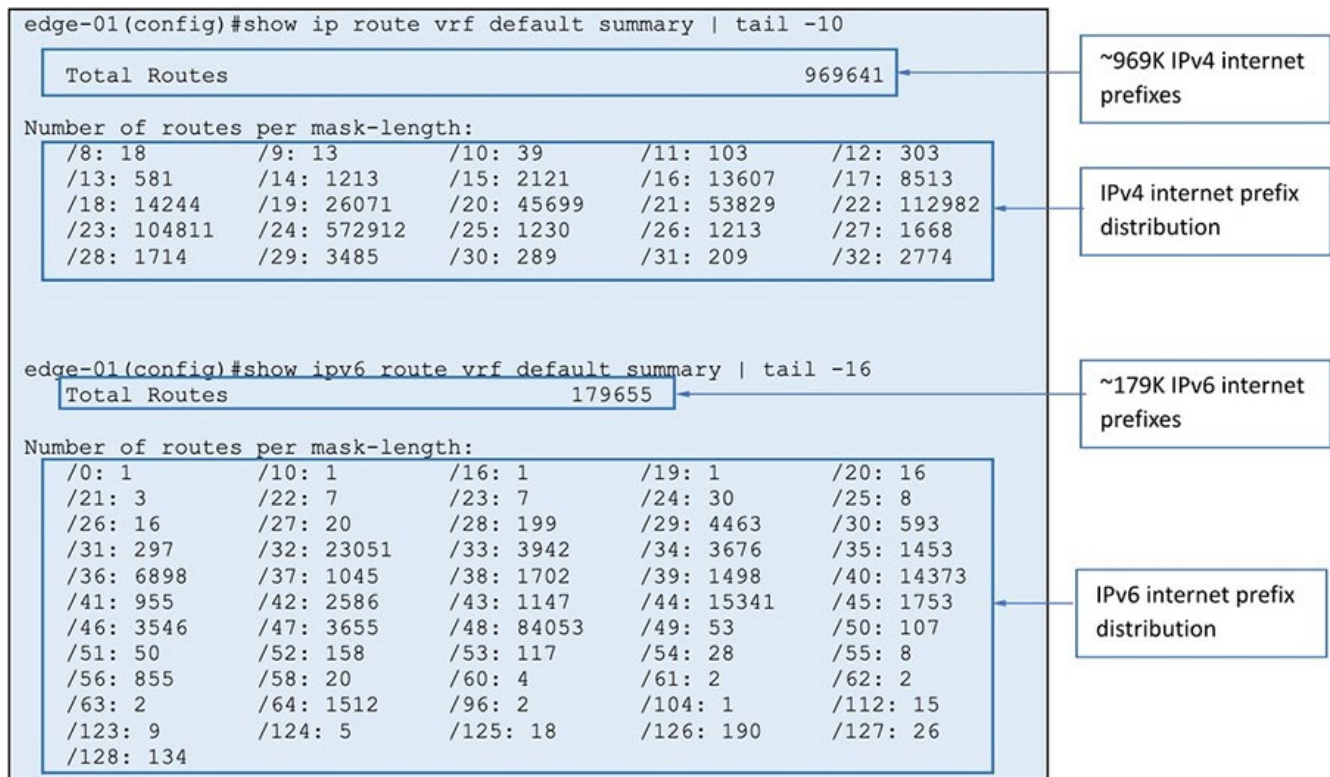 edge-01(config)#show ip route vrf default summary | tail -10
Total Routes 969641
~969K IPv4 internet
prefixes
Number of routes per mask-length:
/8: 18 /9: 13 /10: 39 /11: 103 /12: 303
/13: 581 /14: 1213 /15: 2121 /16: 13607 /17: 8513
/18: 14244 /19: 26071 /20: 45699 /21: 53829 /22: 112982
/23: 104811 /24: 572912 /25: 1230 /26: 1213 /27: 1668
/28: 1714 /29: 3485 /30: 289 /31: 209 /32: 2774
IPv4 internet prefix
distribution
edge-01(config)#show ipv6 route vrf default summary | tail -16
Total Routes 179655
~179K IPv6 internet
prefixes
Number of routes per mask-length:
/0: 1 /10: 1 /16: 1 /19: 1 /20: 16
/21: 3 /22: 7 /23: 7 /24: 30 /25: 8
/26: 16 /27: 20 /28: 199 /29: 4463 /30: 593
/31: 297 /32: 23051 /33: 3942 /34: 3676 /35: 1453
/36: 6898 /37: 1045 /38: 1702 /39: 1498 /40: 14373
/41: 955 /42: 2586 /43: 1147 /44: 15341 /45: 1753
/46: 3546 /47: 3655 /48: 84053 /49: 53 /50: 107
/51: 50 /52: 158 /53: 117 /54: 28 /55: 8
/56: 855 /58: 20 /60: 4 /61: 2 /62: 2
/63: 2 /64: 1512 /96: 2 /104: 1 /112: 15
/123: 9 /124: 5 /125: 18 /126: 190 /127: 26
/128: 134
IPv6 internet prefix
distribution